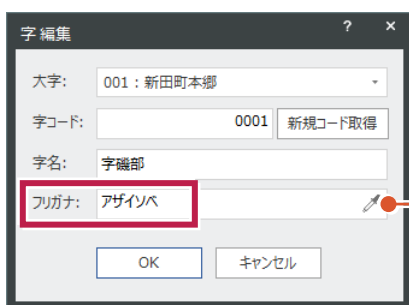 字編集 ? ×
大字: 001：新田町本郷
字コード: 0001 新規コード取得
字名: 字磯部
フリガナ: アザイソベ
OK キャンセル